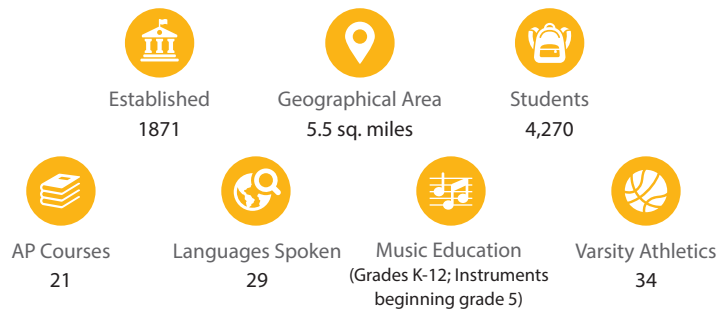 Established
1871
Geographical Area
5.5 sq. miles
Students
4,270
AP Courses
21
Languages Spoken
29
Music Education
(Grades K-12; Instruments
beginning grade 5)
Varsity Athletics
34